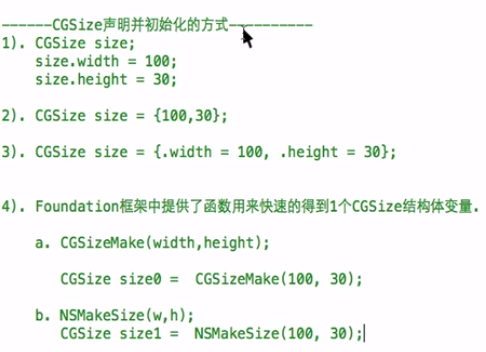 ------CGSize声明并初始化的方式----------
1). CGSize size;
size.width = 100;
size.height = 30;
2). CGSize size = {100,30};
3). CGSize size = {.width = 100, .height = 30};
4). Foundation框架中提供了函数用来快速的得到1个CGSize结构体变量.
a. CGSizeMake(width,height);
CGSize size0 =  CGSizeMake(100, 30);
b. NSMakeSize(w,h);
CGSize size1 =  NSMakeSize(100, 30);